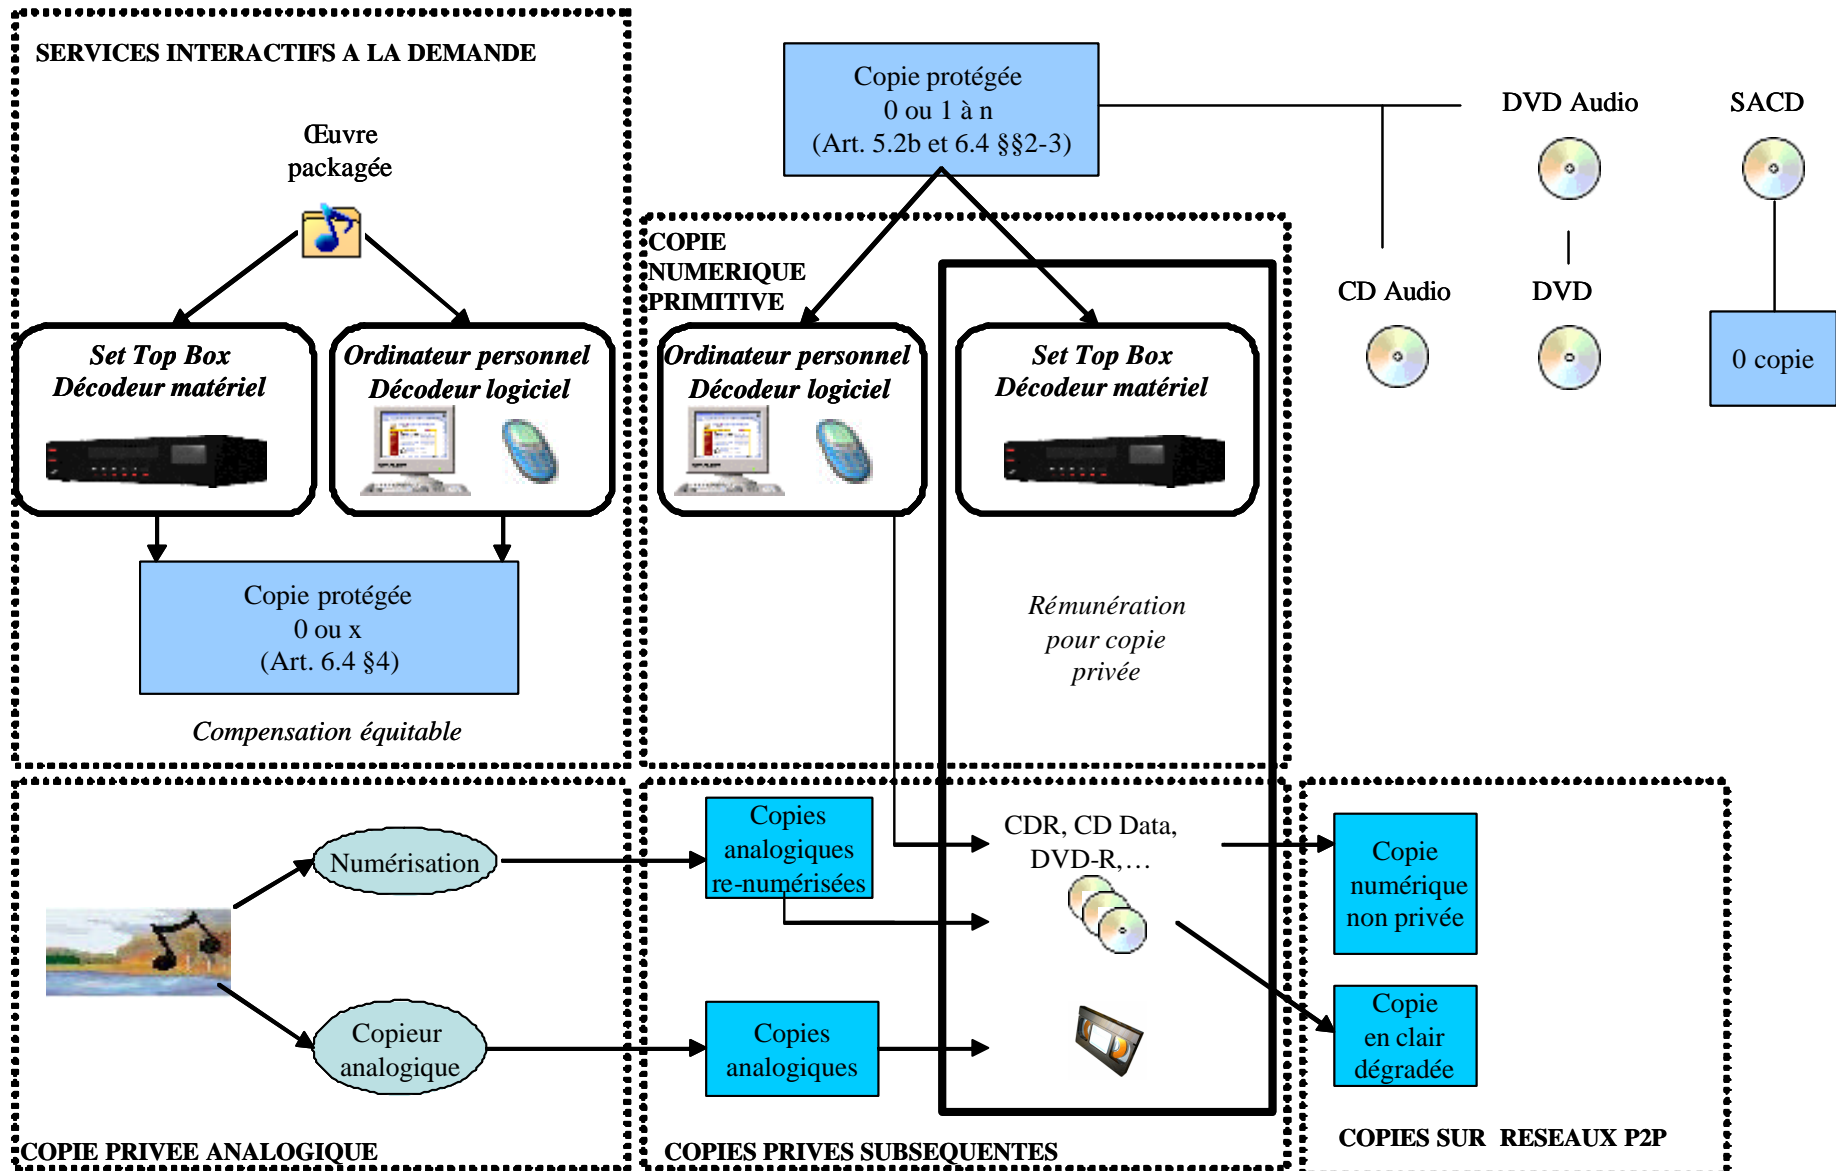 SERVICES INTERACTIFS A LA DEMANDE
Œuvre
packagée
Set Top Box
Décodeur matériel
Ordinateur personnel
Décodeur logiciel
Copie protégée
0 ou x
(Art. 6.4 §4)
Compensation équitable
Copie protégée
0 ou 1 à n
(Art. 5.2b et 6.4 §§2-3)
COPIE
NUMERIQUE
PRIMITIVE
Ordinateur personnel
Décodeur logiciel
Set Top Box
Décodeur matériel
Rémunération
pour copie
privée
DVD Audio
SACD
CD Audio
DVD
0 copie
Numérisation
Copieur
analogique
COPIE PRIVEE ANALOGIQUE
Copies
analogiques
re-numérisées
Copies
analogiques
CDR, CD Data,
DVD-R,…
COPIES PRIVES SUBSEQUENTES
Copie
numérique
non privée
Copie
en clair
dégradée
COPIES SUR RESEAUX P2P